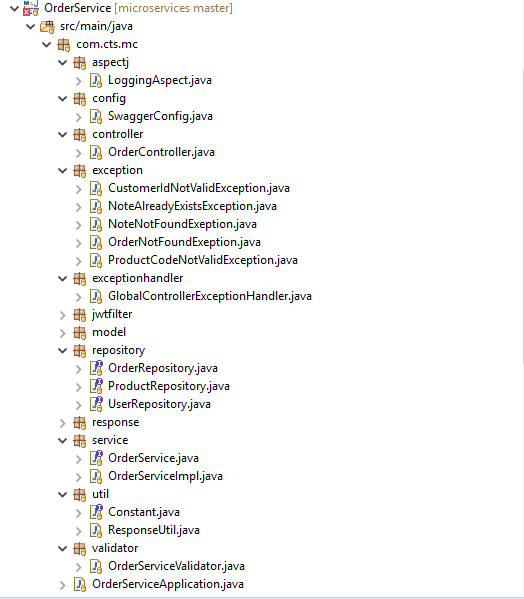 OrderService [microservices master]
src/main/java
com.cts.mc
aspectj
LoggingAspect.java
config
SwaggerConfig.java
controller
OrderController.java
exception
CustomerIdNotValidException.java
NoteAlreadyExistsException.java
NoteNotFoundExeption.java
OrderNotFoundExeption.java
ProductCodeNotValidException.java
exceptionhandler
GlobalControllerExceptionHandler.java
jwtfilter
model
repository
OrderRepository.java
ProductRepository.java
UserRepository.java
response
service
OrderService.java
OrderServiceImpl.java
util
Constant.java
ResponseUtil.java
validator
OrderServiceValidator.java
OrderServiceApplication.java